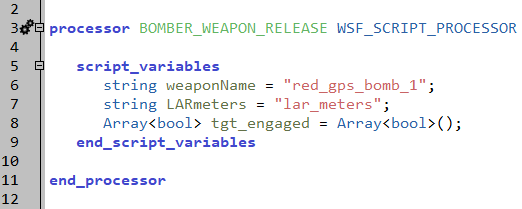 2
3 processor BOMBER_WEAPON_RELEASE WSF_SCRIPT_PROCESSOR
4
5 script_variables
6 string weaponName = "red_gps_bomb_1";
7 string LARmeters = "lar_meters";
8 Array<bool> tgt_engaged = Array<bool>();
9 end_script_variables
10
11 end_processor
12